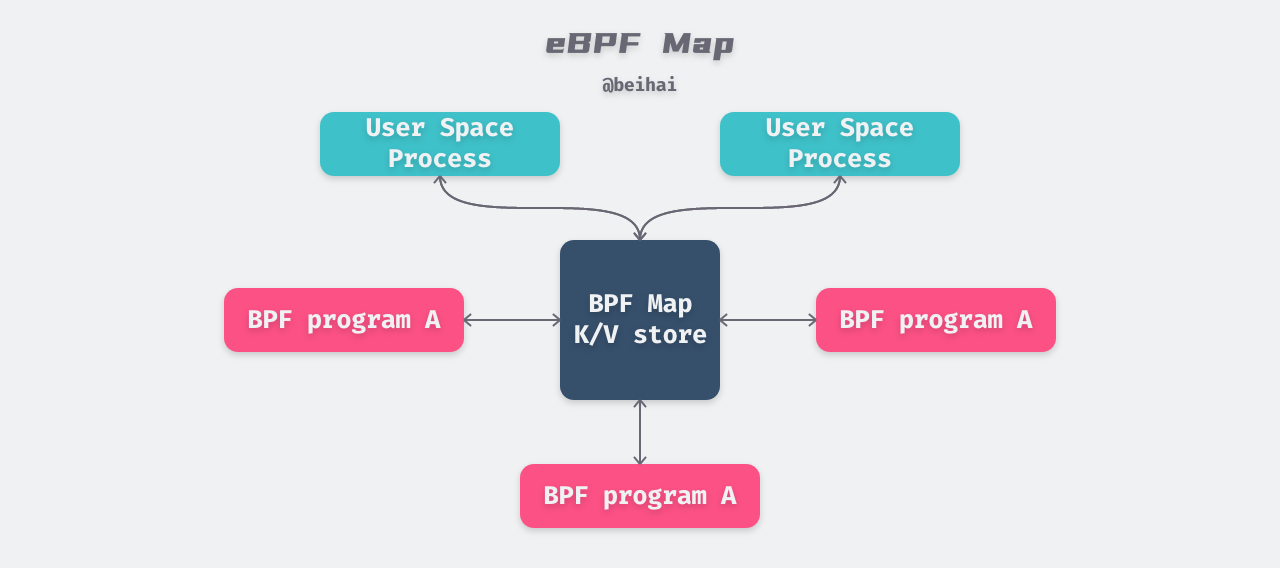 eBPF Map
@beihai
User Space
Process
User Space
Process
BPF Map
K/V store
BPF program A
BPF program A
BPF program A